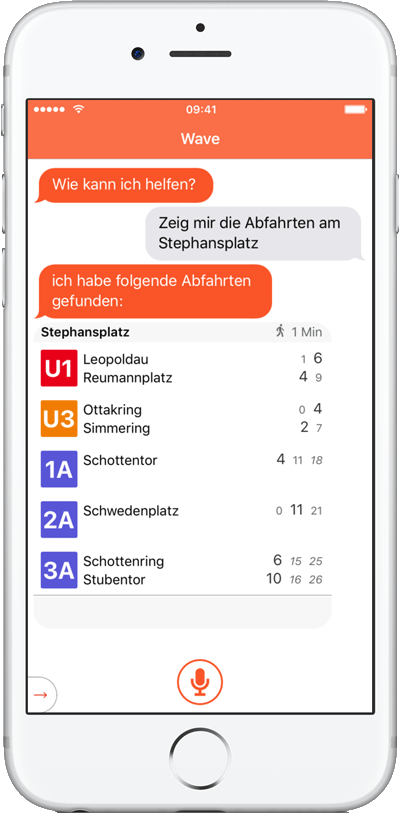 09:41
Wave
Wie kann ich helfen?
Zeig mir die Abfahrten am
Stephansplatz
ich habe folgende Abfahrten
gefunden:
Stephansplatz 1 Min
U1 Leopoldau 1 6
Reumannplatz 4 9
U3 Ottakring 0 4
Simmering 2 7
1A Schottentor 4 11 18
2A Schwedenplatz 0 11 21
3A Schottenring 6 15 25
Stubentor 10 16 26